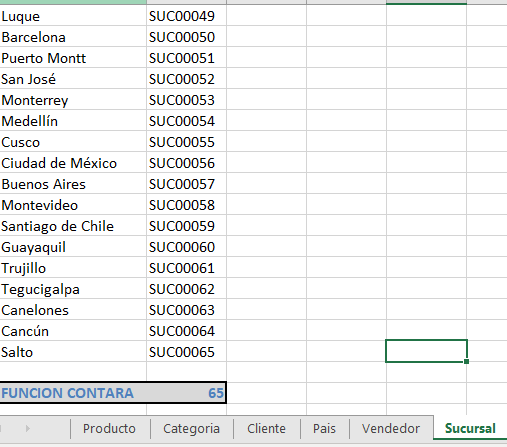 Luque SUC00049
Barcelona SUC00050
Puerto Montt SUC00051
San José SUC00052
Monterrey SUC00053
Medellín SUC00054
Cusco SUC00055
Ciudad de México SUC00056
Buenos Aires SUC00057
Montevideo SUC00058
Santiago de Chile SUC00059
Guayaquil SUC00060
Trujillo SUC00061
Tegucigalpa SUC00062
Canelones SUC00063
Cancún SUC00064
Salto SUC00065
FUNCION CONTARA 65
Producto Categoria Cliente Pais Vendedor Sucursal